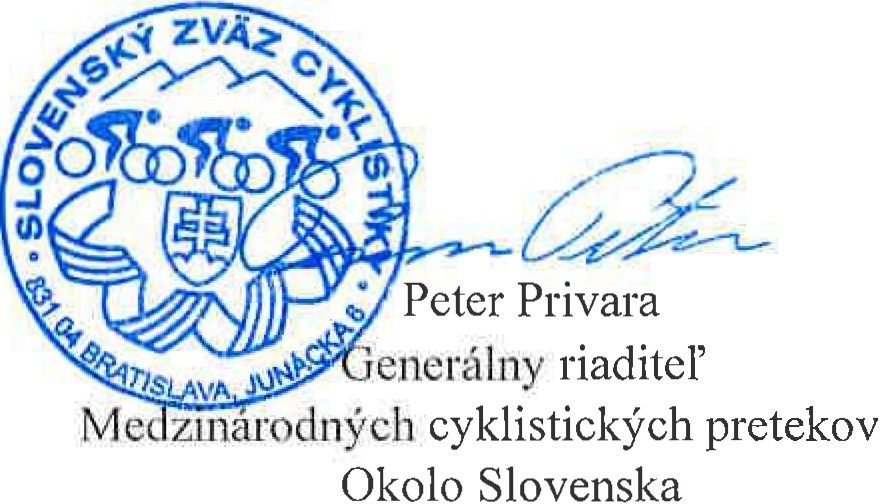 SLOVENSKÝ ZVÄZ CYKLISTIKY
831 04 BRATISLAVA, JUNÁCKA 6
Peter Privara
Generálny riaditeľ
Medzinárodných cyklistických pretekov
Okolo Slovenska